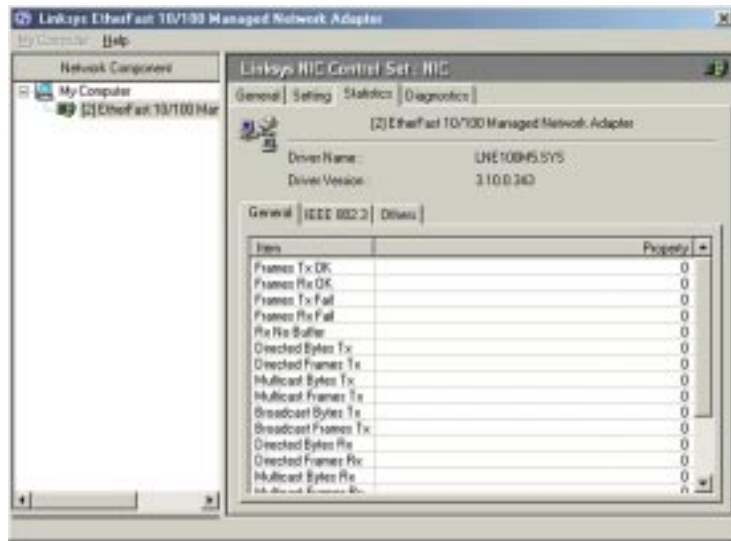 Linksys EtherFast 10/100 Managed Network Adapter
My Computer Help
Network Component
My Computer
[2] EtherFast 10/100 Mar
Linksys NIC Control Set : NIC
General Setting Statistics Diagnostics
[2] EtherFast 10/100 Managed Network Adapter
Driver Name : LNE100M5.SYS
Driver Version : 3.10.0.343
General IEEE 802.3 Others
Item Property
Frames Tx OK 0
Frames Rx OK 0
Frames Tx Fail 0
Frames Rx Fail 0
Rx No Buffer 0
Directed Bytes Tx 0
Directed Frames Tx 0
Multicast Bytes Tx 0
Multicast Frames Tx 0
Broadcast Bytes Tx 0
Broadcast Frames Tx 0
Directed Bytes Rx 0
Directed Frames Rx 0
Multicast Bytes Rx 0
Multicast Frames Rx 0